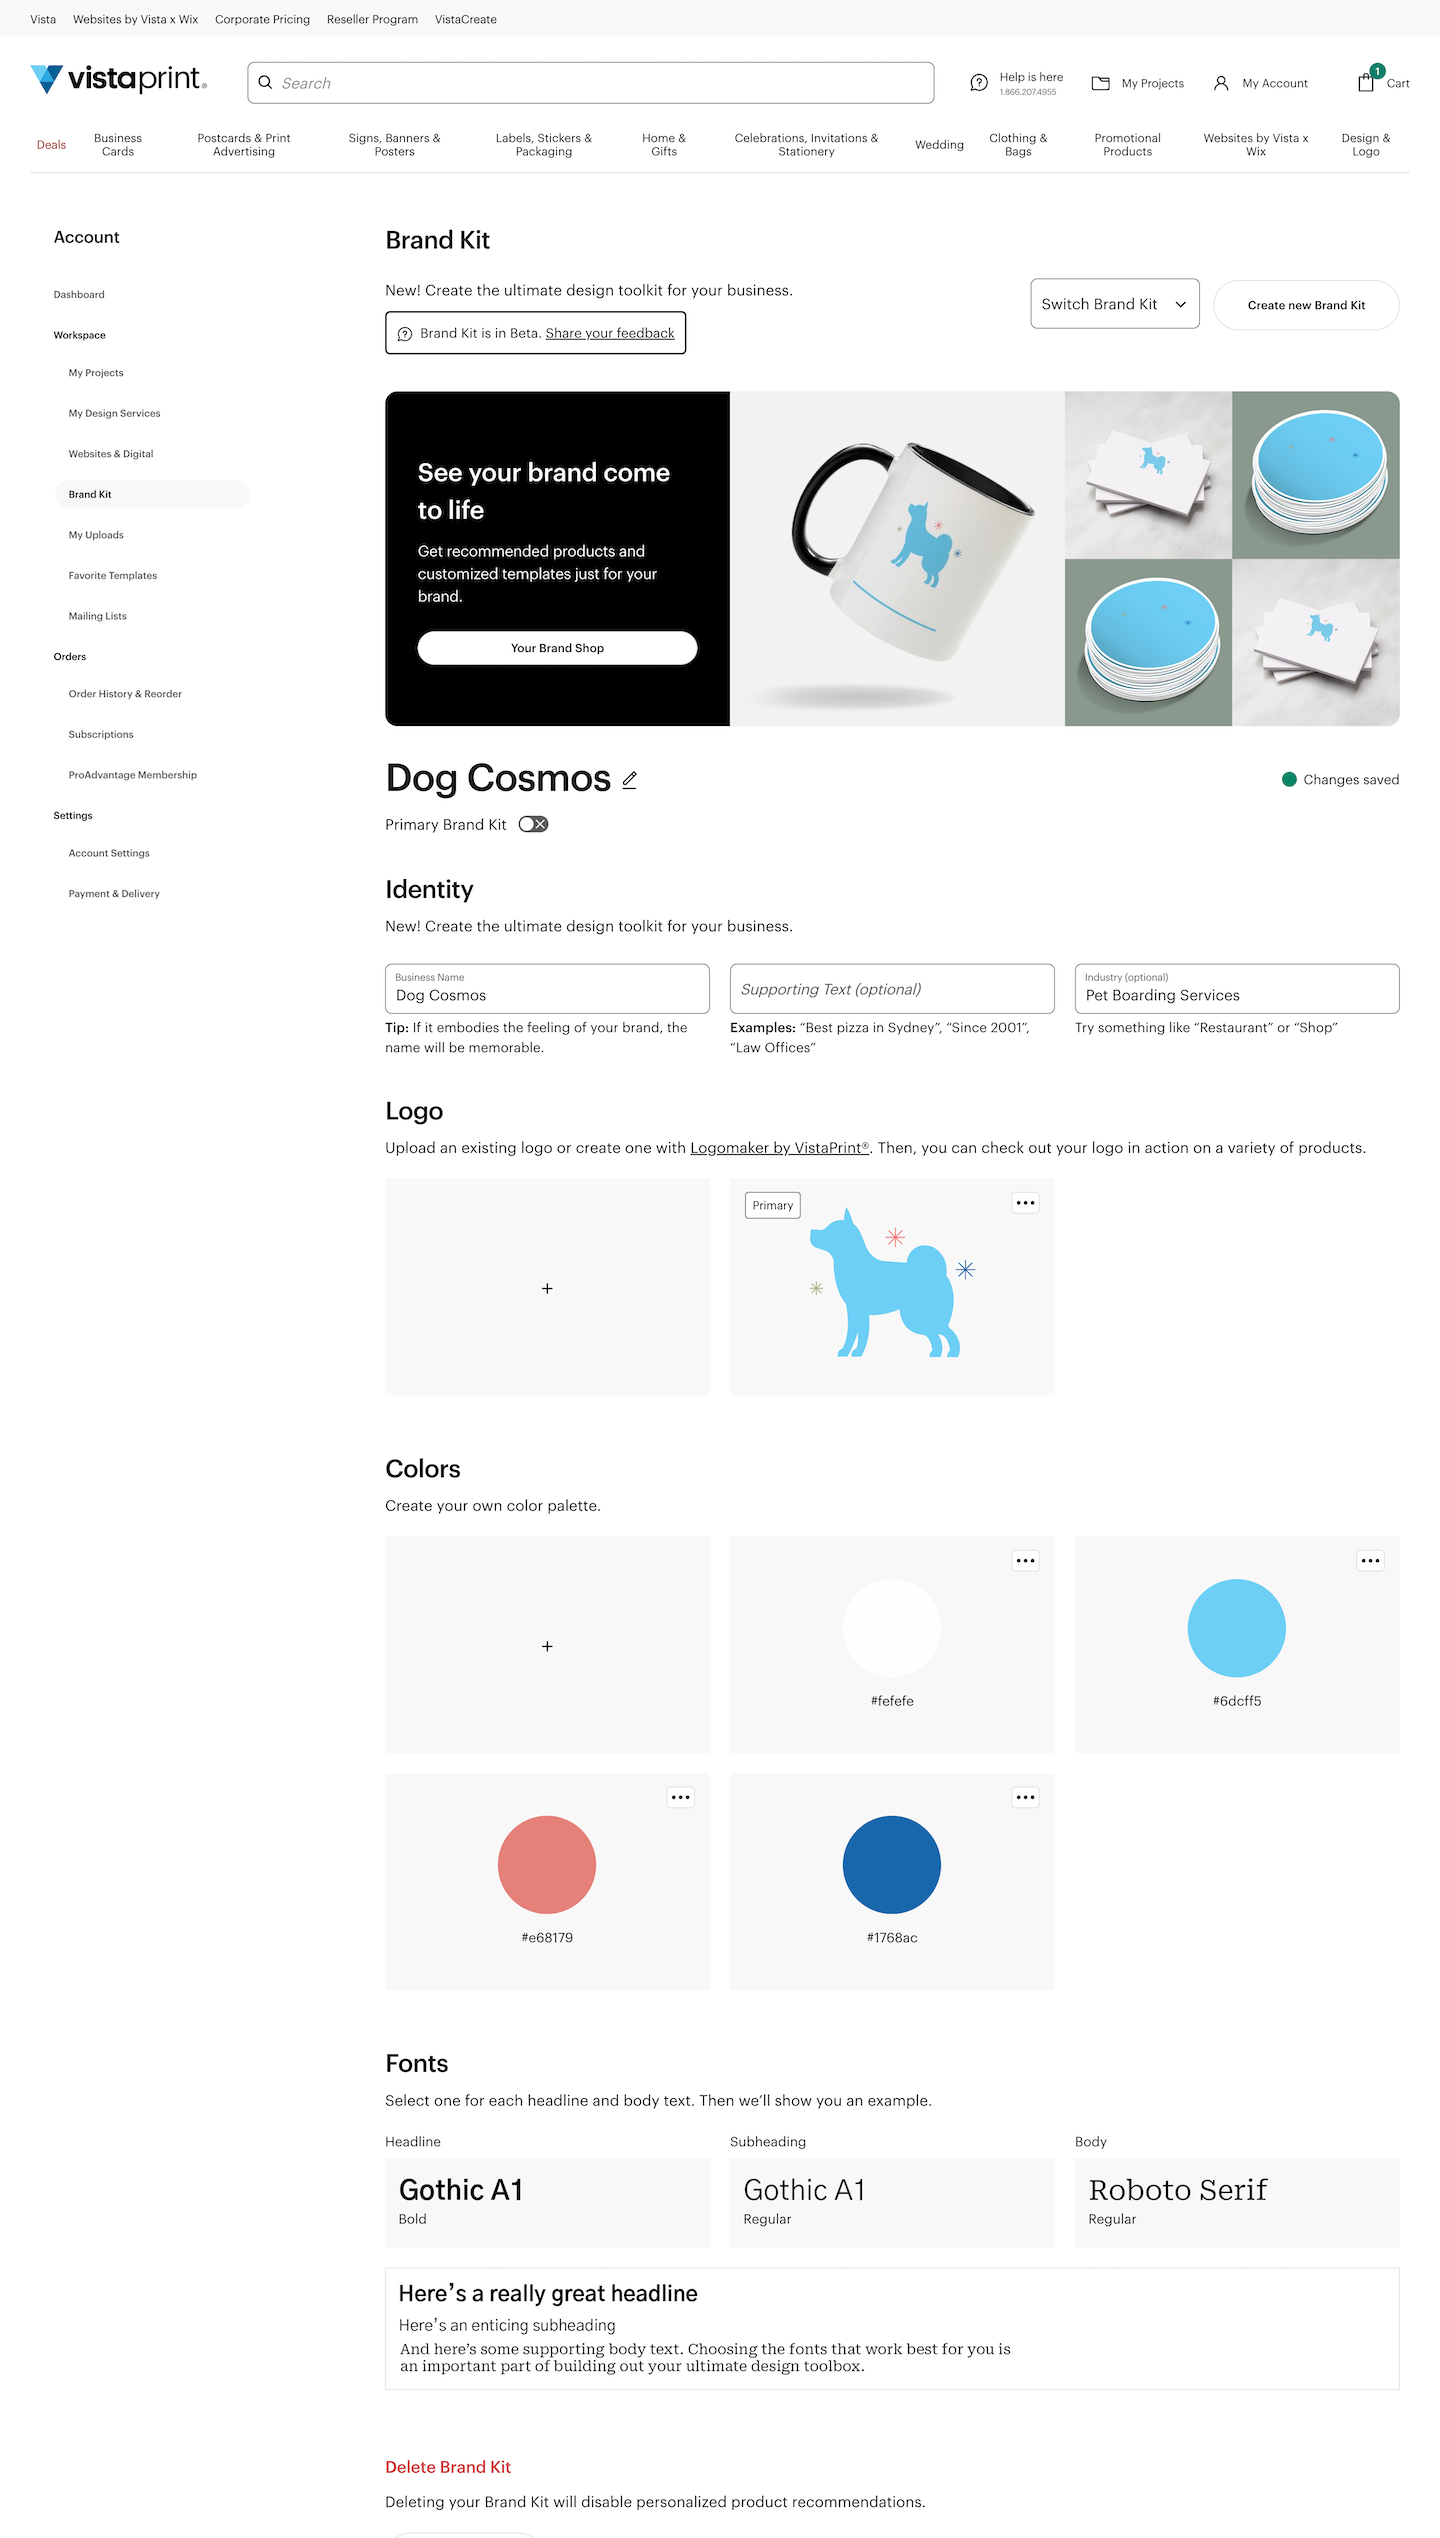 Vista Websites by Vista x Wix Corporate Pricing Reseller Program VistaCreate
vistaprint®
Search
Help is here
1.866.207.4955
My Projects
My Account
1
Cart
Deals
Business
Cards
Postcards & Print
Advertising
Signs, Banners &
Posters
Labels, Stickers &
Packaging
Home &
Gifts
Celebrations, Invitations &
Stationery
Wedding
Clothing &
Bags
Promotional
Products
Websites by Vista x
Wix
Design &
Logo
Account
Dashboard
Workspace
My Projects
My Design Services
Websites & Digital
Brand Kit
My Uploads
Favorite Templates
Mailing Lists
Orders
Order History & Reorder
Subscriptions
ProAdvantage Membership
Settings
Account Settings
Payment & Delivery
Brand Kit
New! Create the ultimate design toolkit for your business.
Brand Kit is in Beta. Share your feedback
Switch Brand Kit
Create new Brand Kit
See your brand come
to life
Get recommended products and
customized templates just for your
brand.
Your Brand Shop
Dog Cosmos
Changes saved
Primary Brand Kit
Identity
New! Create the ultimate design toolkit for your business.
Business Name
Dog Cosmos
Tip: If it embodies the feeling of your brand, the
name will be memorable.
Supporting Text (optional)
Examples: “Best pizza in Sydney”, “Since 2001”,
“Law Offices”
Industry (optional)
Pet Boarding Services
Try something like “Restaurant” or “Shop”
Logo
Upload an existing logo or create one with Logomaker by VistaPrint®. Then, you can check out your logo in action on a variety of products.
+
Primary
Colors
Create your own color palette.
+
#fefefe
#6dcff5
#e68179
#1768ac
Fonts
Select one for each headline and body text. Then we’ll show you an example.
Headline
Gothic A1
Bold
Subheading
Gothic A1
Regular
Body
Roboto Serif
Regular
Here’s a really great headline
Here’s an enticing subheading
And here’s some supporting body text. Choosing the fonts that work best for you is
an important part of building out your ultimate design toolbox.
Delete Brand Kit
Deleting your Brand Kit will disable personalized product recommendations.